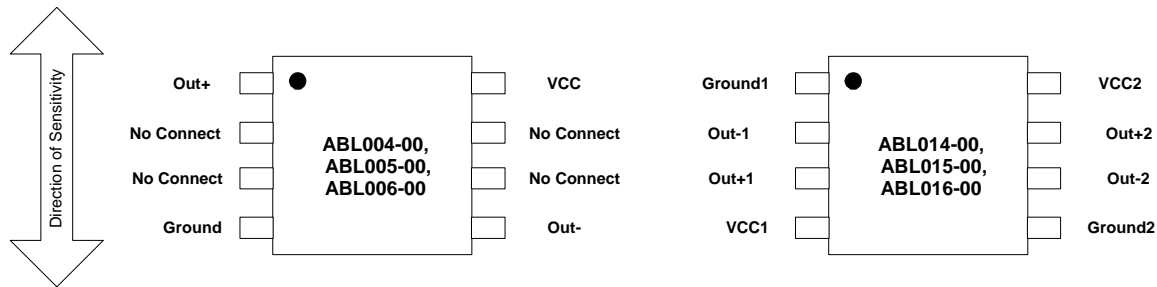 Direction of Sensitivity
Out+
No Connect
No Connect
Ground
ABL004-00,
ABL005-00,
ABL006-00
VCC
No Connect
No Connect
Out-
Ground1
Out-1
Out+1
VCC1
ABL014-00,
ABL015-00,
ABL016-00
VCC2
Out+2
Out-2
Ground2